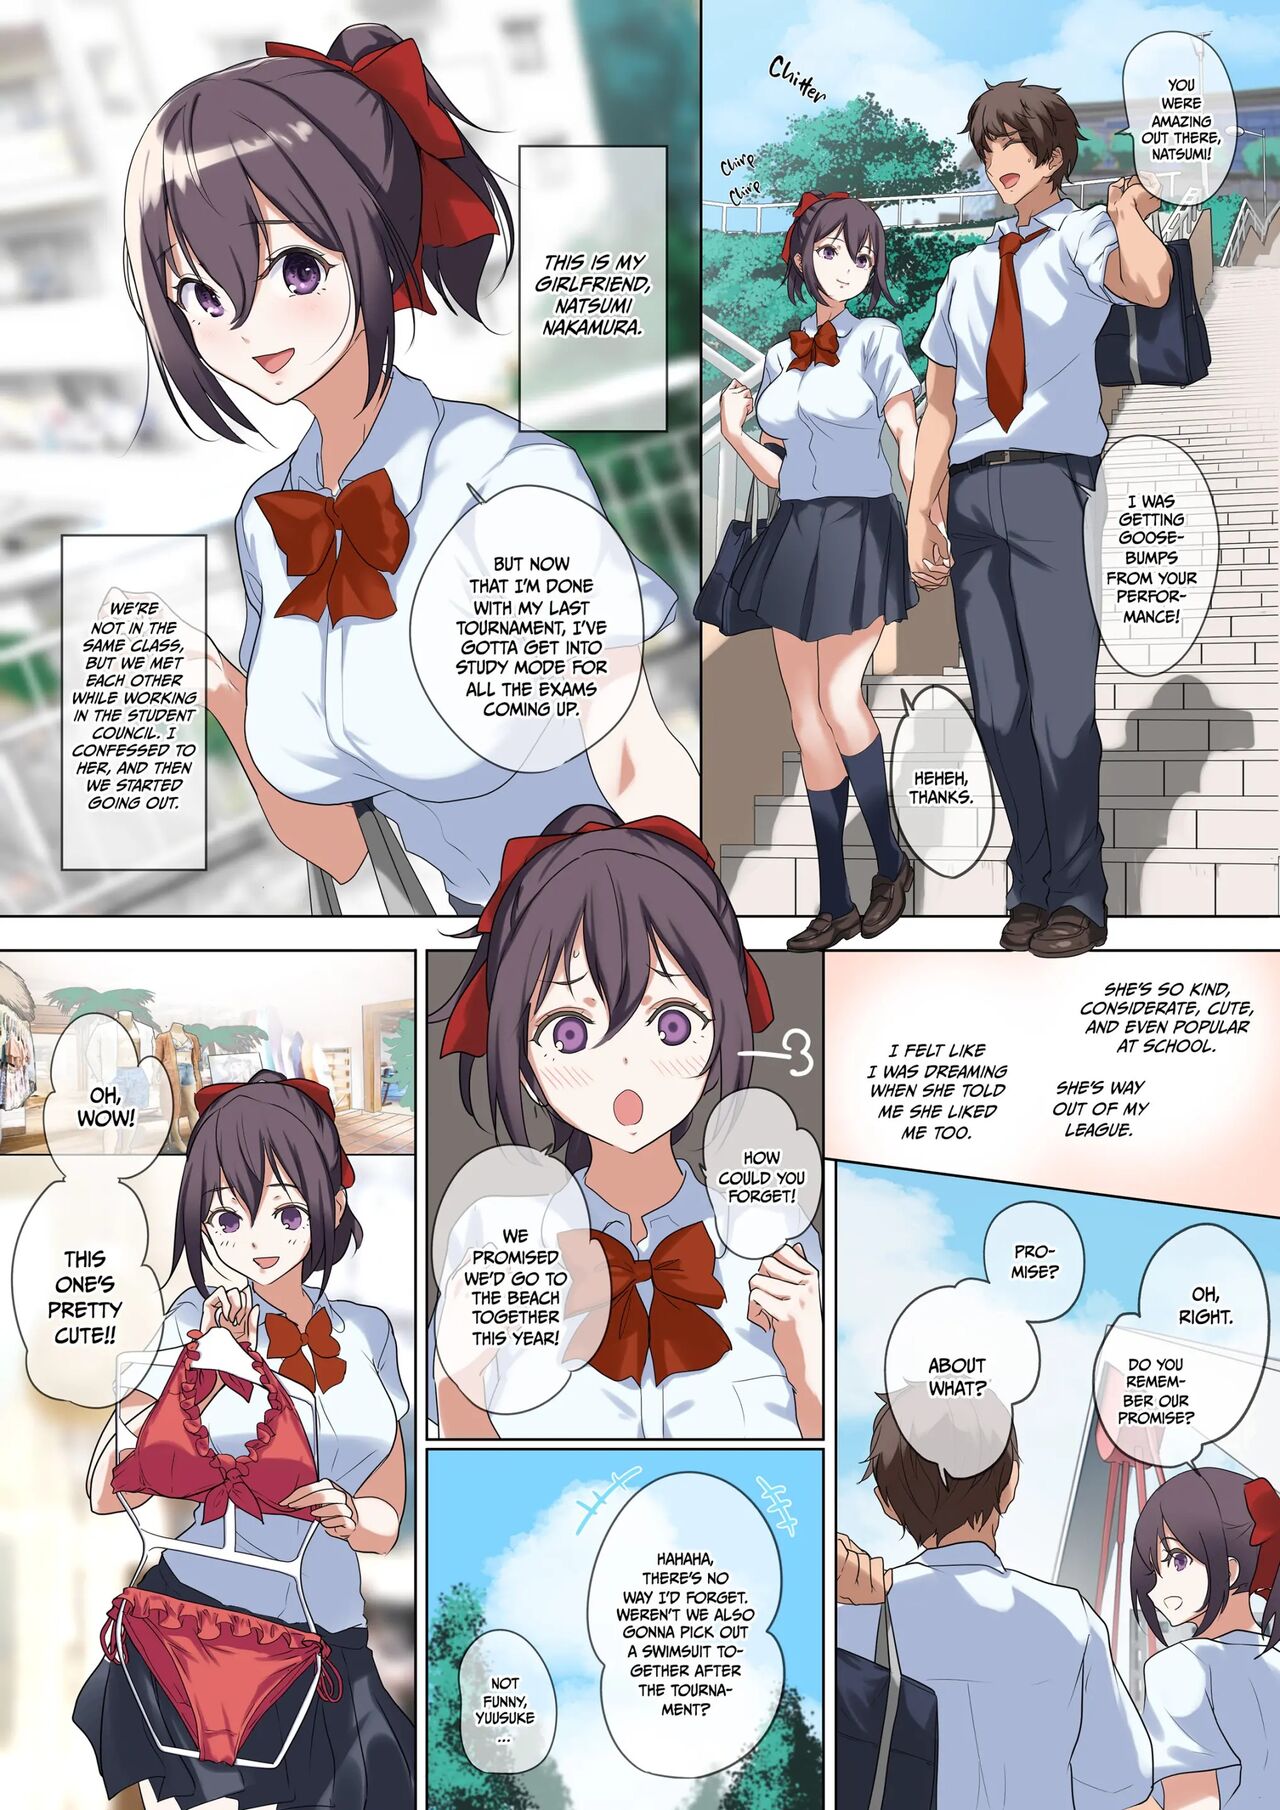 YOU
WERE
AMAZING
OUT THERE,
NATSUMI!
Chitter
Chirp
Chirp
I WAS
GETTING
GOOSE-
BUMPS
FROM YOUR
PERFOR-
MANCE!
HEHEH,
THANKS.
THIS IS MY
GIRLFRIEND,
NATSUMI
NAKAMURA.
BUT NOW
THAT I'M DONE
WITH MY LAST
TOURNAMENT, I'VE
GOTTA GET INTO
STUDY MODE FOR
ALL THE EXAMS
COMING UP.
WE'RE
NOT IN THE
SAME CLASS,
BUT WE MET
EACH OTHER
WHILE WORKING
IN THE STUDENT
COUNCIL. I
CONFESSED TO
HER, AND THEN
WE STARTED
GOING OUT.
SHE'S SO KIND,
CONSIDERATE, CUTE,
AND EVEN POPULAR
AT SCHOOL.
SHE'S WAY
OUT OF MY
LEAGUE.
I FELT LIKE
I WAS DREAMING
WHEN SHE TOLD
ME SHE LIKED
ME TOO.
OH,
RIGHT.
DO YOU
REMEM-
BER OUR
PROMISE?
PRO-
MISE?
ABOUT
WHAT?
HOW
COULD YOU
FORGET!
WE
PROMISED
WE'D GO TO
THE BEACH
TOGETHER
THIS YEAR!
HAHAHA,
THERE'S NO
WAY I'D FORGET.
WEREN'T WE ALSO
GONNA PICK OUT
A SWIMSUIT TO-
GETHER AFTER
THE TOURNA-
MENT?
NOT
FUNNY,
YUUSUKE
...
OH,
WOW!
THIS
ONE'S
PRETTY
CUTE!!